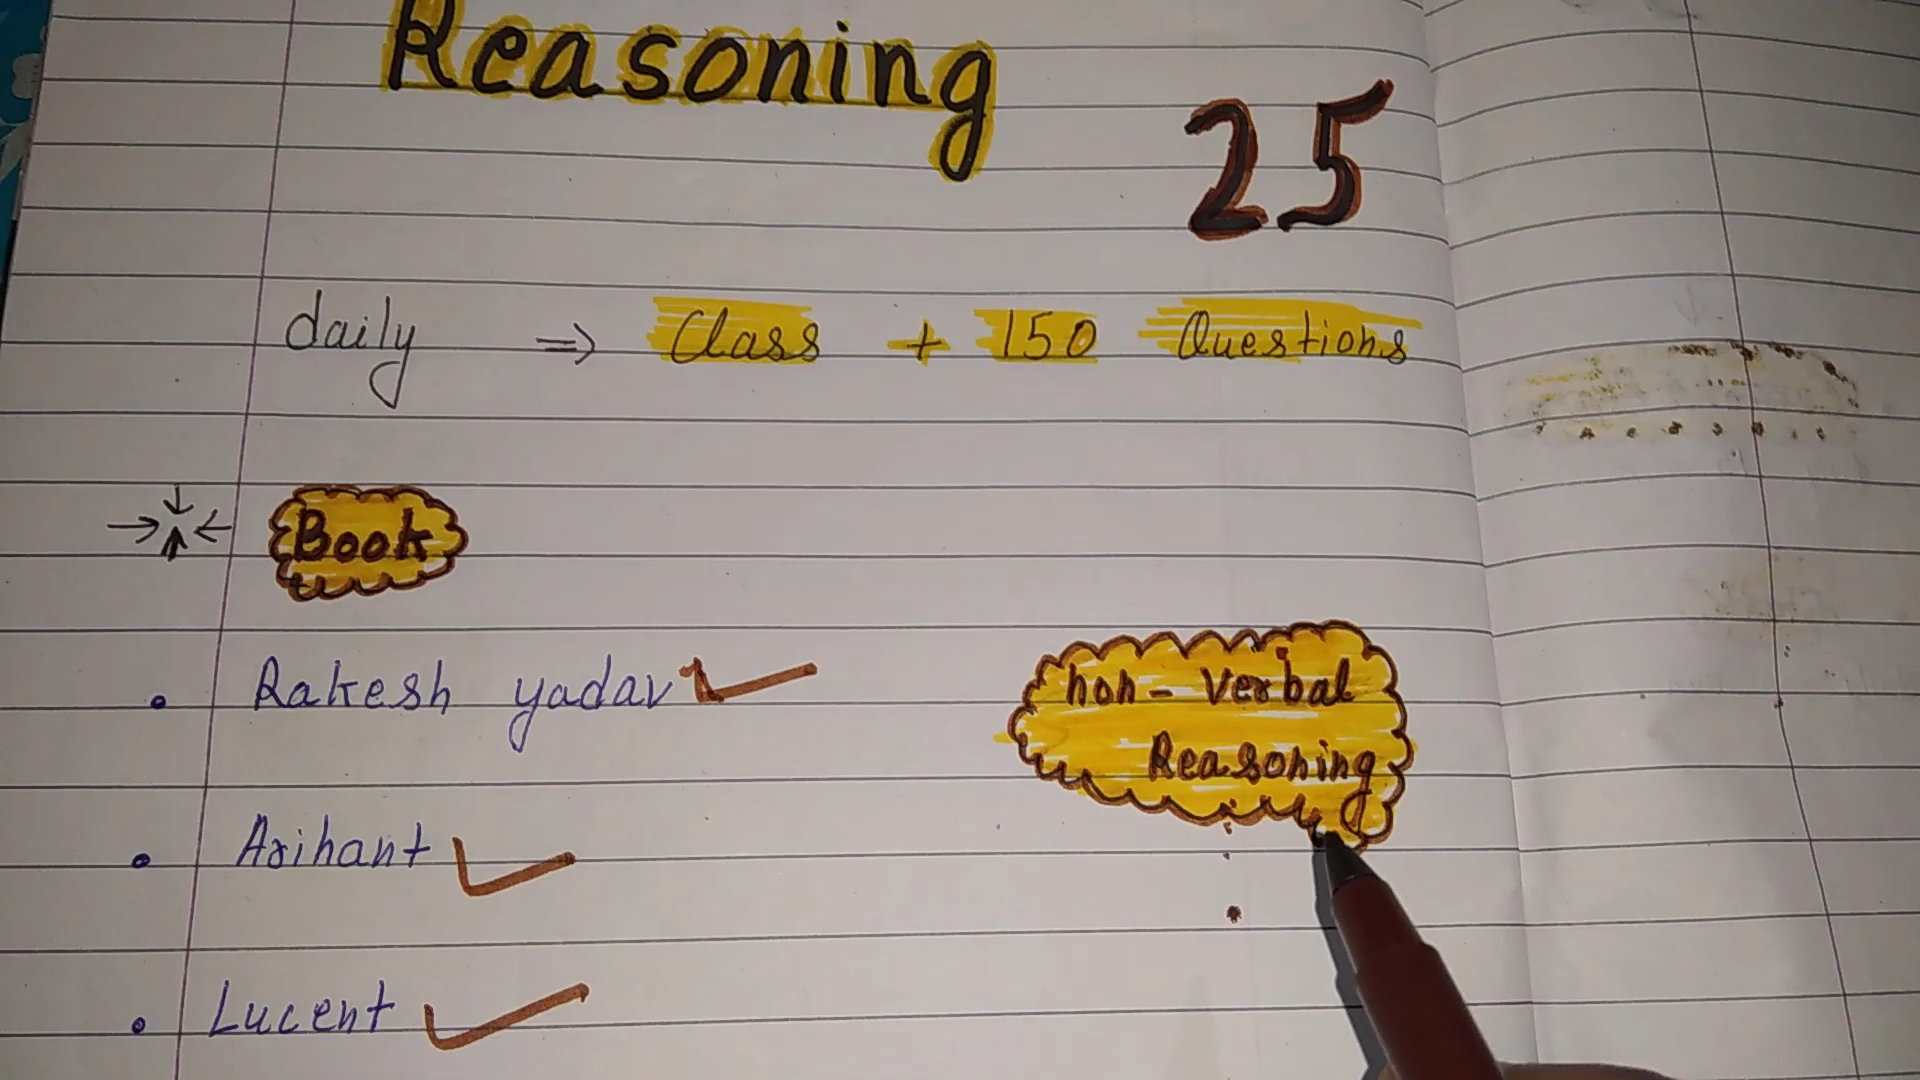 Reasoning
25
daily ⇒ Class + 150 Questions
Book
• Rakesh yadav
non - Verbal
Reasoning
• Arihant
• Lucent